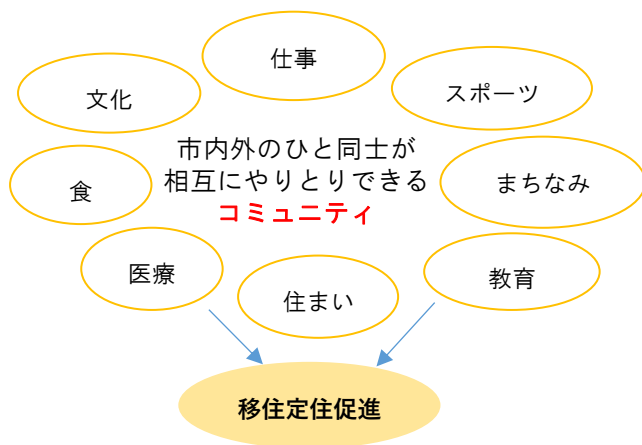 仕事
文化
スポーツ
市内外のひと同士が
相互にやりとりできる
コミュニティ
食
まちなみ
医療
住まい
教育
移住定住促進